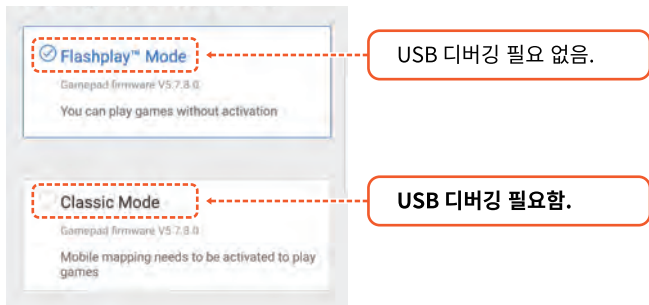 Flashplay™ Mode
USB 디버깅 필요 없음.
Gamepad firmware V5.7.8.0
You can play games without activation
Classic Mode
USB 디버깅 필요함.
Gamepad firmware V5.7.8.0
Mobile mapping needs to be activated to play
games